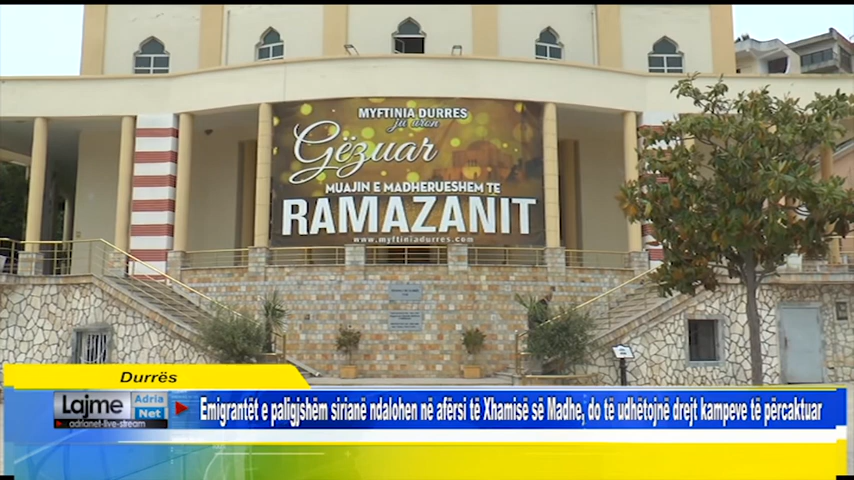 MYFTINIA DURRES
ju uron
Gëzuar
MUAJIN E MADHERUESHEM TE
RAMAZANIT
www.myftiniadurres.com
Durrës
Lajme Adria Net
adrianet-live-stream
Emigrantët e paligjshëm sirianë ndalohen në afërsi të Xhamisë së Madhe, do të udhëtojnë drejt kampeve të përcaktuar